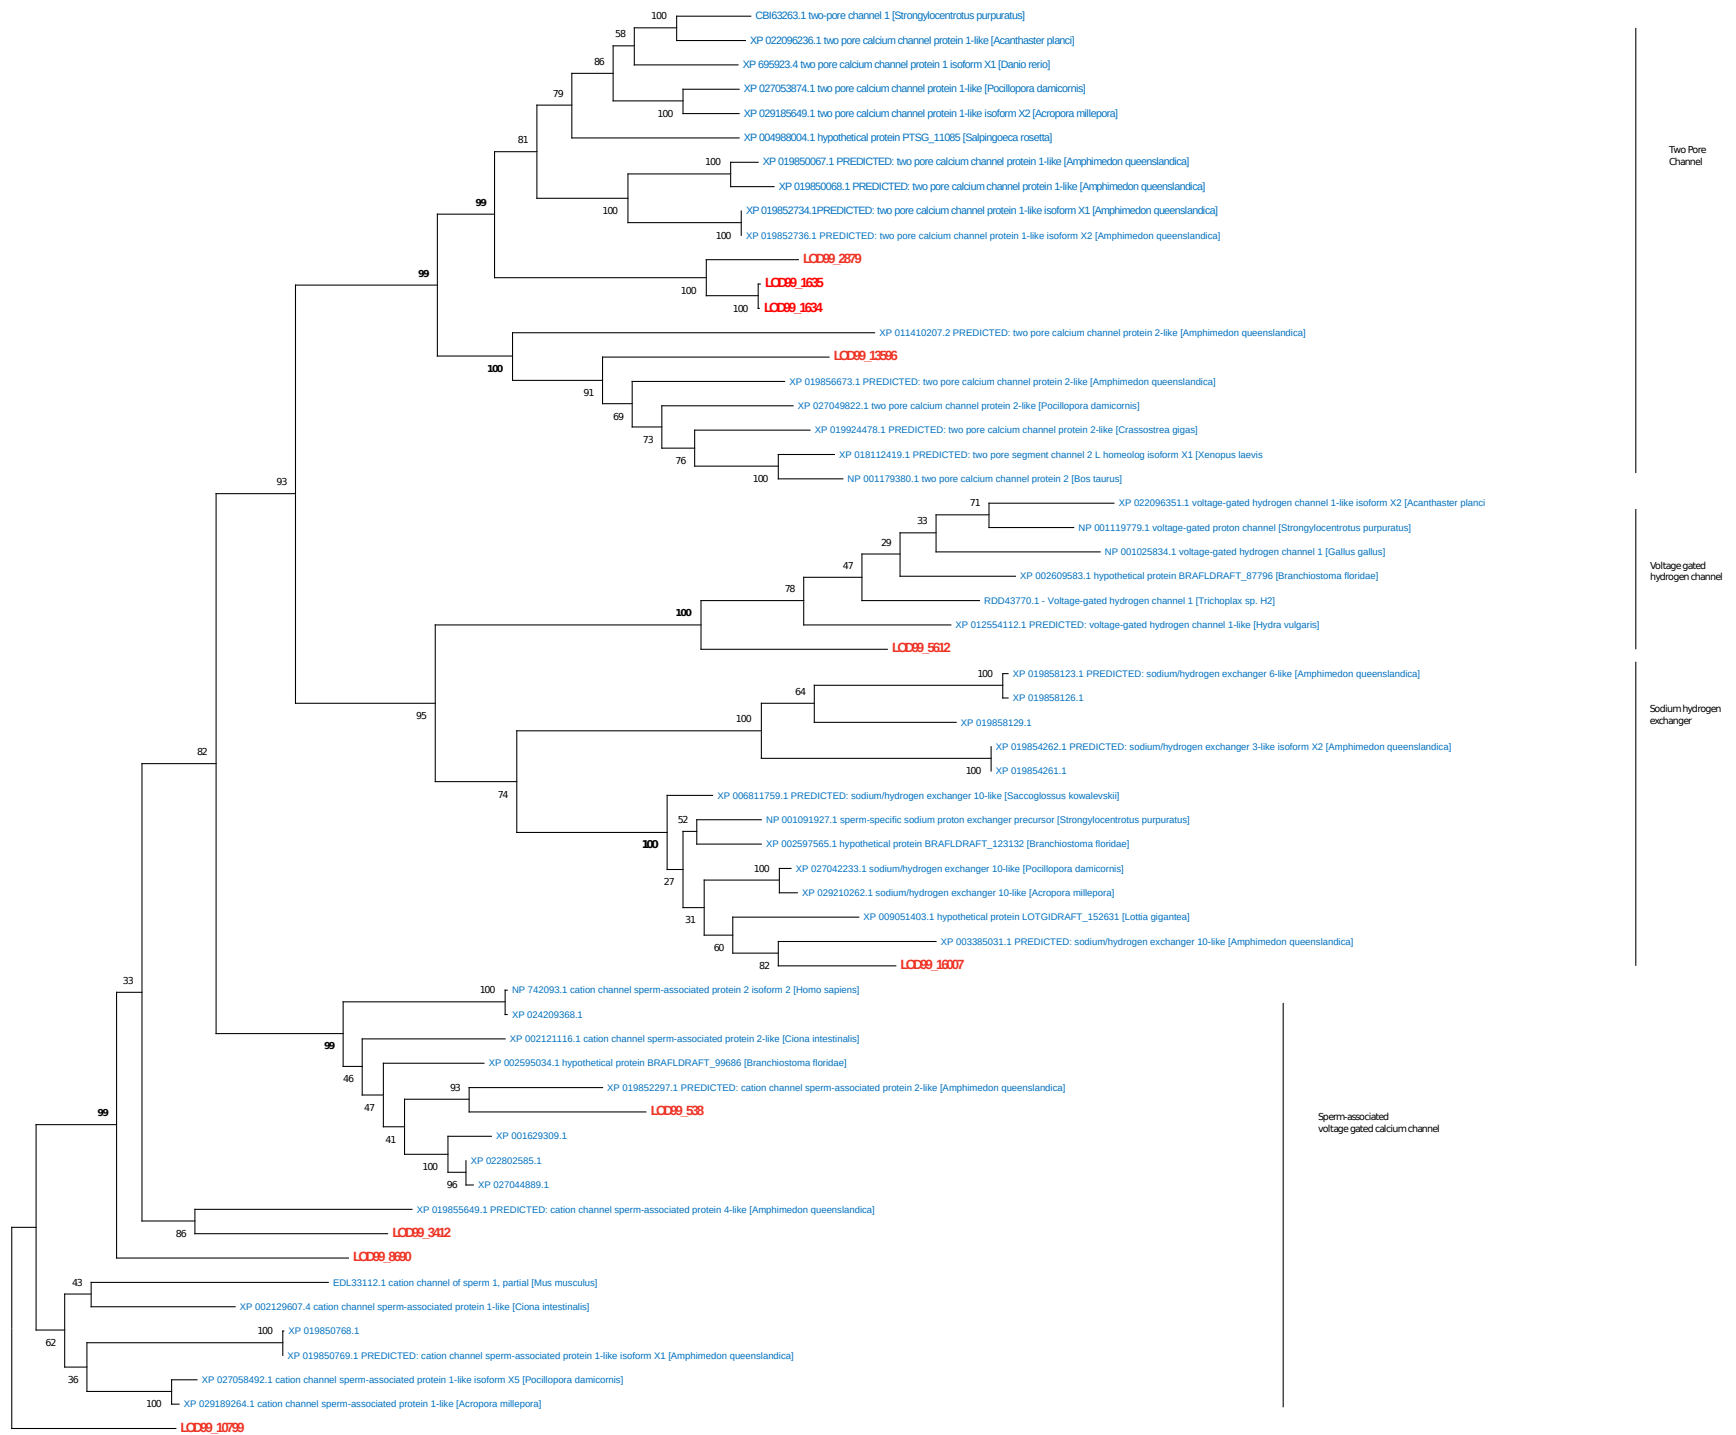 100
CBI63263.1 two-pore channel 1 [Strongylocentrotus purpuratus]
58
XP 022096236.1 two pore calcium channel protein 1-like [Acanthaster planci]
86
XP 695923.4 two pore calcium channel protein 1 isoform X1 [Danio rerio]
79
XP 027053874.1 two pore calcium channel protein 1-like [Pocillopora damicornis]
100
XP 029185649.1 two pore calcium channel protein 1-like isoform X2 [Acropora millepora]
81
XP 004988004.1 hypothetical protein PTSG_11085 [Salpingoeca rosetta]
Two Pore
Channel
100
XP 019850067.1 PREDICTED: two pore calcium channel protein 1-like [Amphimedon queenslandica]
XP 019850068.1 PREDICTED: two pore calcium channel protein 1-like [Amphimedon queenslandica]
99
100
XP 019852734.1PREDICTED: two pore calcium channel protein 1-like isoform X1 [Amphimedon queenslandica]
100
XP 019852736.1 PREDICTED: two pore calcium channel protein 1-like isoform X2 [Amphimedon queenslandica]
LOD99_2879
99
100
LOD99_1635
100
LOD99_1634
XP 011410207.2 PREDICTED: two pore calcium channel protein 2-like [Amphimedon queenslandica]
100
LOD99_13596
91
XP 019856673.1 PREDICTED: two pore calcium channel protein 2-like [Amphimedon queenslandica]
69
XP 027049822.1 two pore calcium channel protein 2-like [Pocillopora damicornis]
73
XP 019924478.1 PREDICTED: two pore calcium channel protein 2-like [Crassostrea gigas]
76
XP 018112419.1 PREDICTED: two pore segment channel 2 L homeolog isoform X1 [Xenopus laevis
100
NP 001179380.1 two pore calcium channel protein 2 [Bos taurus]
93
71
XP 022096351.1 voltage-gated hydrogen channel 1-like isoform X2 [Acanthaster planci
33
NP 001119779.1 voltage-gated proton channel [Strongylocentrotus purpuratus]
29
NP 001025834.1 voltage-gated hydrogen channel 1 [Gallus gallus]
47
XP 002609583.1 hypothetical protein BRAFLDRAFT_87796 [Branchiostoma floridae]
Voltage gated
hydrogen channel
78
RDD43770.1 - Voltage-gated hydrogen channel 1 [Trichoplax sp. H2]
100
XP 012554112.1 PREDICTED: voltage-gated hydrogen channel 1-like [Hydra vulgaris]
LOD99_5612
100
XP 019858123.1 PREDICTED: sodium/hydrogen exchanger 6-like [Amphimedon queenslandica]
64
XP 019858126.1
95
100
XP 019858129.1
Sodium hydrogen
exchanger
82
XP 019854262.1 PREDICTED: sodium/hydrogen exchanger 3-like isoform X2 [Amphimedon queenslandica]
100
XP 019854261.1
74
XP 006811759.1 PREDICTED: sodium/hydrogen exchanger 10-like [Saccoglossus kowalevskii]
52
NP 001091927.1 sperm-specific sodium proton exchanger precursor [Strongylocentrotus purpuratus]
100
XP 002597565.1 hypothetical protein BRAFLDRAFT_123132 [Branchiostoma floridae]
27
100
XP 027042233.1 sodium/hydrogen exchanger 10-like [Pocillopora damicornis]
XP 029210262.1 sodium/hydrogen exchanger 10-like [Acropora millepora]
31
XP 009051403.1 hypothetical protein LOTGIDRAFT_152631 [Lottia gigantea]
60
XP 003385031.1 PREDICTED: sodium/hydrogen exchanger 10-like [Amphimedon queenslandica]
82
LOD99_16007
33
100
NP 742093.1 cation channel sperm-associated protein 2 isoform 2 [Homo sapiens]
XP 024209368.1
99
XP 002121116.1 cation channel sperm-associated protein 2-like [Ciona intestinalis]
46
XP 002595034.1 hypothetical protein BRAFLDRAFT_99686 [Branchiostoma floridae]
93
XP 019852297.1 PREDICTED: cation channel sperm-associated protein 2-like [Amphimedon queenslandica]
47
LOD99_538
Sperm-associated
voltage gated calcium channel
99
41
XP 001629309.1
100
XP 022802585.1
96
XP 027044889.1
XP 019855649.1 PREDICTED: cation channel sperm-associated protein 4-like [Amphimedon queenslandica]
86
LOD99_3412
LOD99_8690
43
EDL33112.1 cation channel of sperm 1, partial [Mus musculus]
XP 002129607.4 cation channel sperm-associated protein 1-like [Ciona intestinalis]
62
100
XP 019850768.1
XP 019850769.1 PREDICTED: cation channel sperm-associated protein 1-like isoform X1 [Amphimedon queenslandica]
36
XP 027058492.1 cation channel sperm-associated protein 1-like isoform X5 [Pocillopora damicornis]
100
XP 029189264.1 cation channel sperm-associated protein 1-like [Acropora millepora]
LOD99_10799